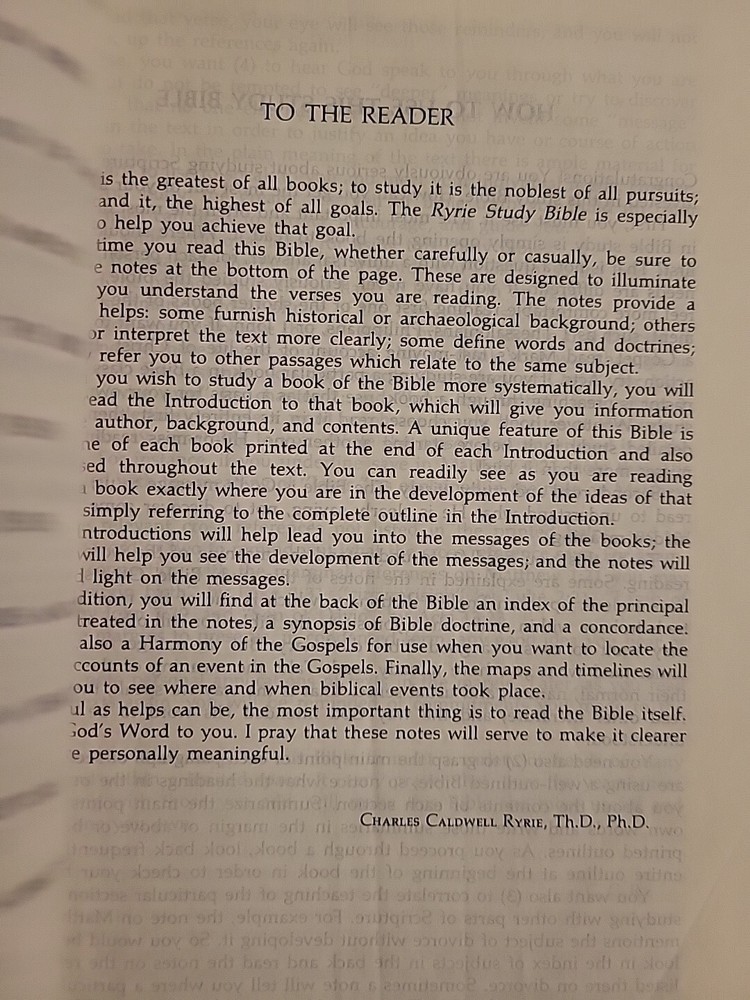 TO THE READER
is the greatest of all books; to study it is the noblest of all pursuits;
and it, the highest of all goals. The Ryrie Study Bible is especially
o help you achieve that goal.
time you read this Bible, whether carefully or casually, be sure to
e notes at the bottom of the page. These are designed to illuminate
you understand the verses you are reading. The notes provide a
helps: some furnish historical or archaeological background; others
or interpret the text more clearly; some define words and doctrines;
refer you to other passages which relate to the same subject.
you wish to study a book of the Bible more systematically, you will
ead the Introduction to that book, which will give you information
author, background, and contents. A unique feature of this Bible is
ne of each book printed at the end of each Introduction and also
sed throughout the text. You can readily see as you are reading
book exactly where you are in the development of the ideas of that
simply referring to the complete outline in the Introduction.
ntroductions will help lead you into the messages of the books; the
will help you see the development of the messages; and the notes will
light on the messages.
dition, you will find at the back of the Bible an index of the principal
treated in the notes, a synopsis of Bible doctrine, and a concordance.
also a Harmony of the Gospels for use when you want to locate the
ccounts of an event in the Gospels. Finally, the maps and timelines will
ou to see where and when biblical events took place.
ul as helps can be, the most important thing is to read the Bible itself.
God's Word to you. I pray that these notes will serve to make it clearer
e personally meaningful.
CHARLES CALDWELL RYRIE, Th.D., Ph.D.